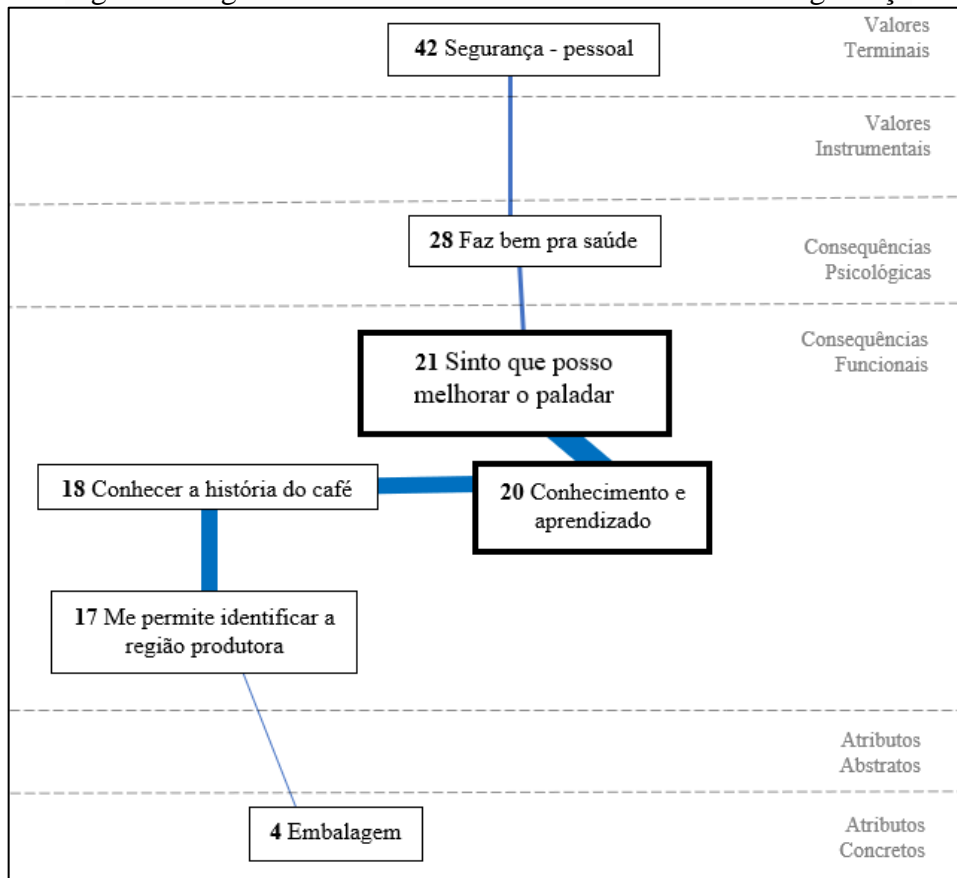 Valores
Terminais
42 Segurança - pessoal
Valores
Instrumentais
28 Faz bem pra saúde
Consequências
Psicológicas
Consequências
Funcionais
21 Sinto que posso
melhorar o paladar
18 Conhecer a história do café
20 Conhecimento e
aprendizado
17 Me permite identificar a
região produtora
Atributos
Abstratos
4 Embalagem
Atributos
Concretos